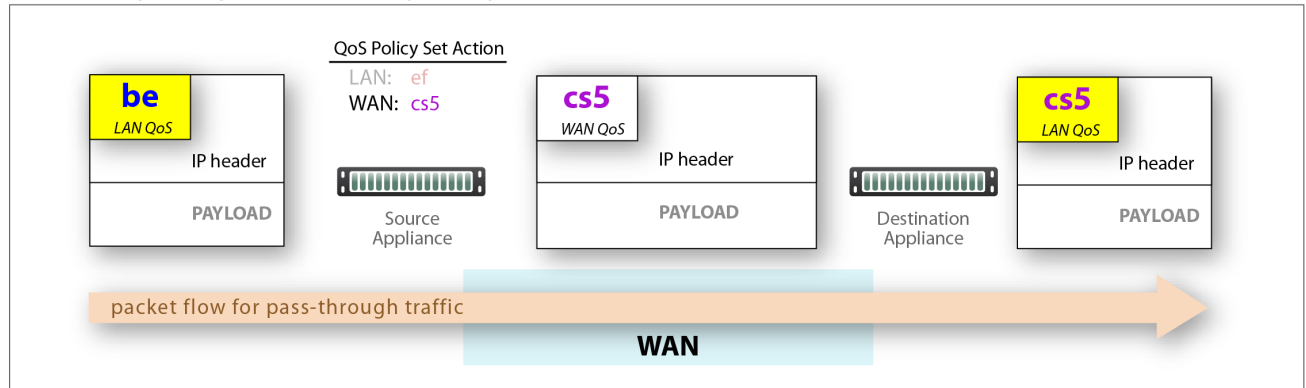 QoS Policy Set Action
LAN: ef
WAN: cs5
be
LAN QoS
IP header
PAYLOAD
Source
Appliance
cs5
WAN QoS
IP header
PAYLOAD
Destination
Appliance
cs5
LAN QoS
IP header
PAYLOAD
packet flow for pass-through traffic
WAN